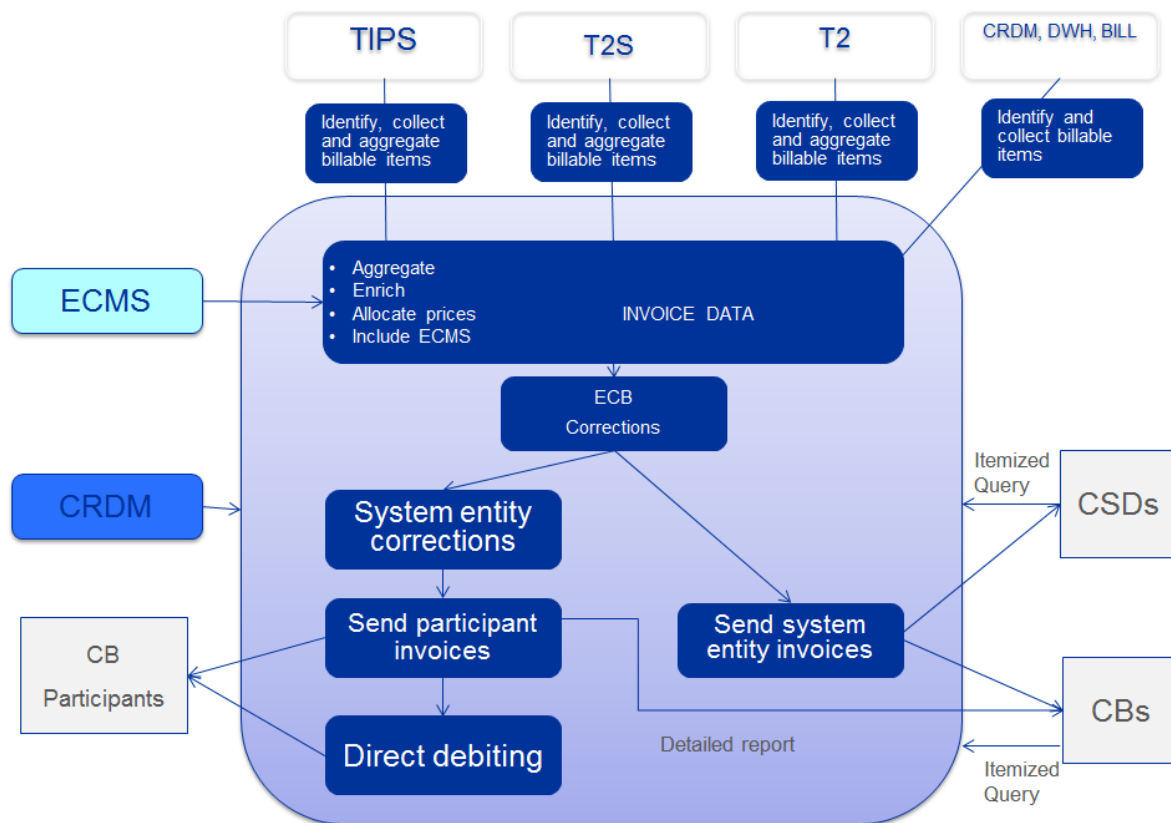 TIPS
T2S
T2
CRDM, DWH, BILL
Identify, collect
and aggregate
billable items
Identify, collect
and aggregate
billable items
Identify, collect
and aggregate
billable items
Identify and
collect billable
items
ECMS
• Aggregate
• Enrich
• Allocate prices
• Include ECMS
INVOICE DATA
ECB
Corrections
CRDM
System entity
corrections
Itemized
Query
CSDs
CB
Participants
Send participant
invoices
Send system
entity invoices
CBs
Direct debiting
Detailed report
Itemized
Query